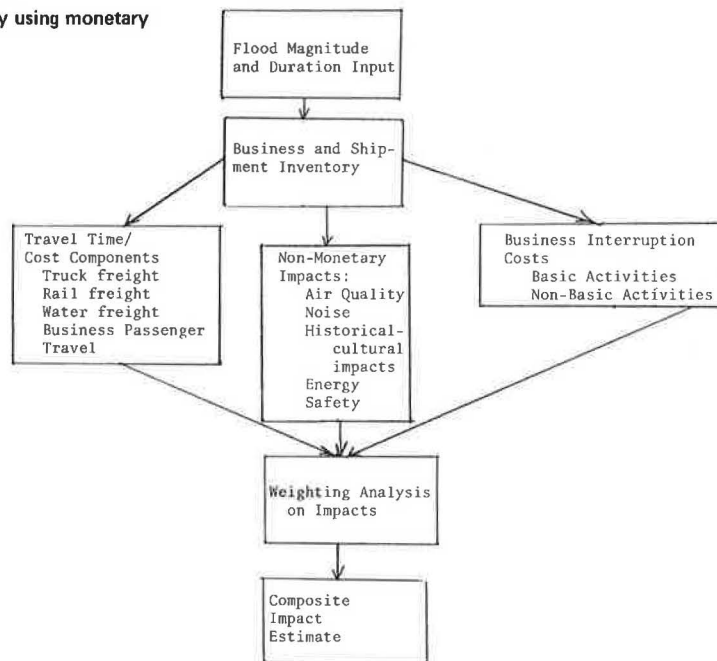 y using monetary
Flood Magnitude
and Duration Input
Business and Ship-
ment Inventory
Travel Time/
Cost Components
Truck freight
Rail freight
Water freight
Business Passenger
Travel
Non-Monetary
Impacts:
Air Quality
Noise
Historical-
cultural
impacts
Energy
Safety
Business Interruption
Costs
Basic Activities
Non-Basic Activities
Weighting Analysis
on Impacts
Composite
Impact
Estimate